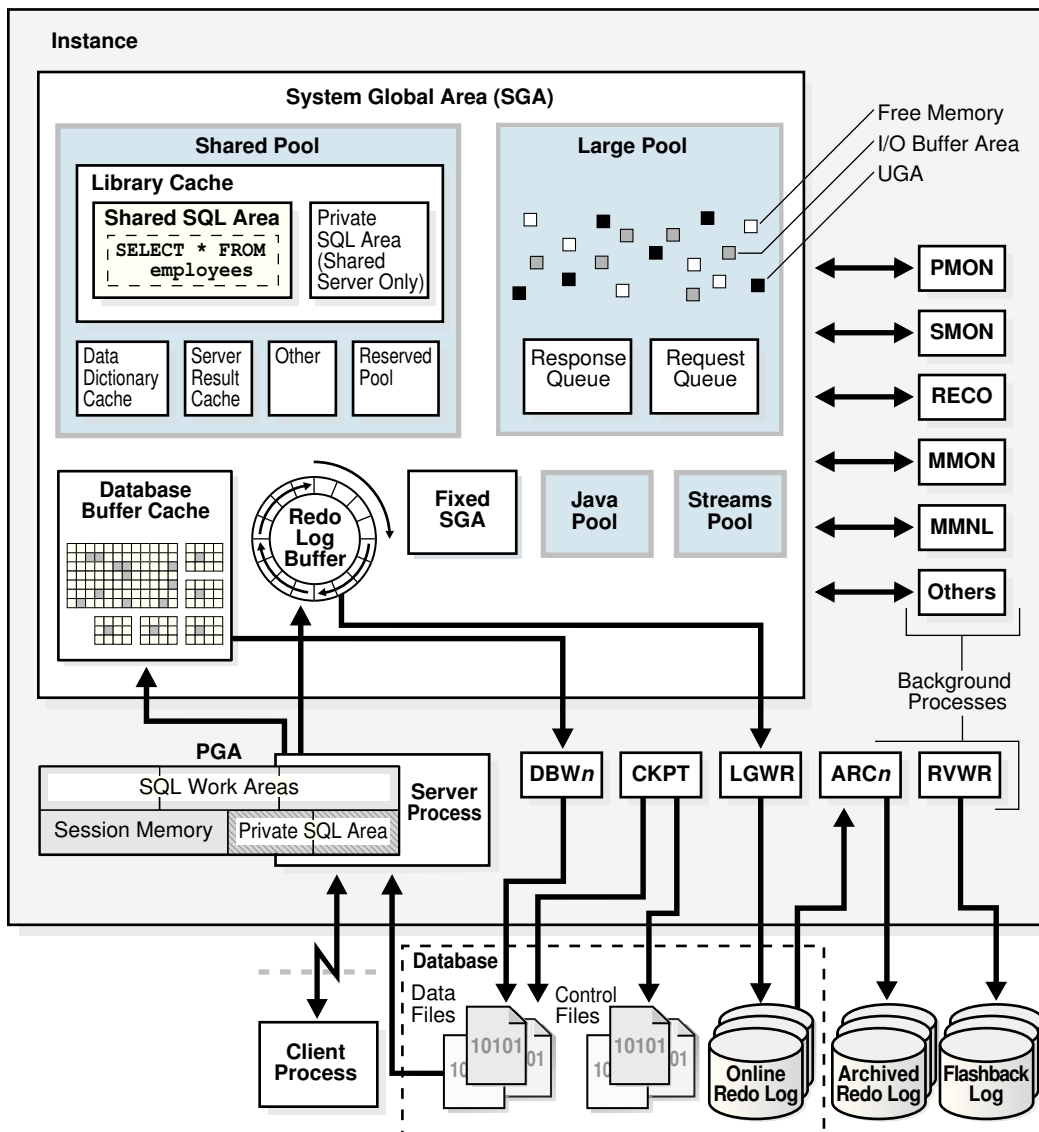 Instance
System Global Area (SGA)
Shared Pool
Library Cache
Shared SQL Area
SELECT * FROM
employees
Private
SQL Area
(Shared
Server Only)
Data
Dictionary
Cache
Server
Result
Cache
Other
Reserved
Pool
Large Pool
Free Memory
I/O Buffer Area
UGA
Response
Queue
Request
Queue
PMON
SMON
RECO
MMON
MMNL
Others
Background
Processes
Database
Buffer Cache
Redo
Log
Buffer
Fixed
SGA
Java
Pool
Streams
Pool
PGA
SQL Work Areas
Session Memory
Private SQL Area
Server
Process
DBWn
CKPT
LGWR
ARCn
RVWR
Client
Process
Database
Data
Files
10
10101
01
Control
Files
10
10101
01
Online
Redo Log
Archived
Redo Log
Flashback
Log